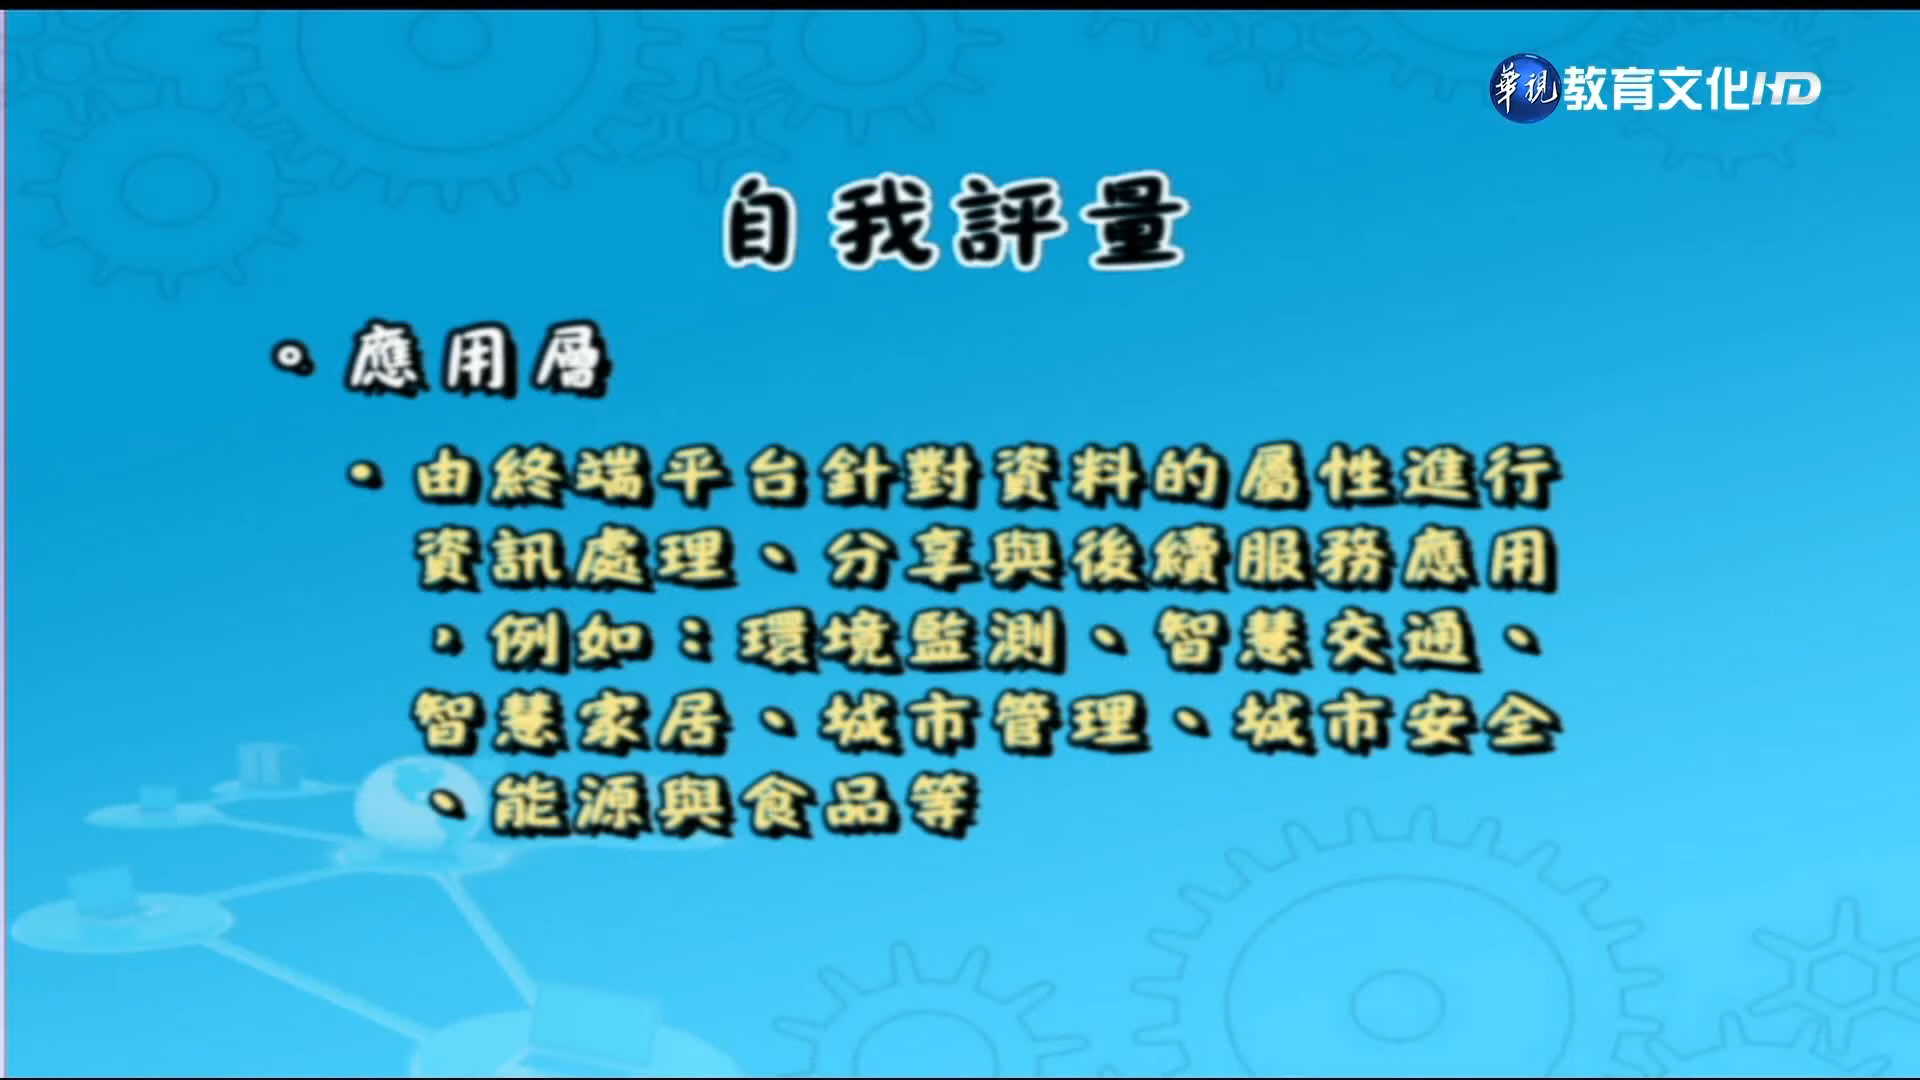 華視 教育文化HD
自我評量
。應用層
• 由終端平台針對資料的屬性進行
資訊處理、分享與後續服務應用
，例如：環境監測、智慧交通、
智慧家居、城市管理、城市安全
、能源與食品等